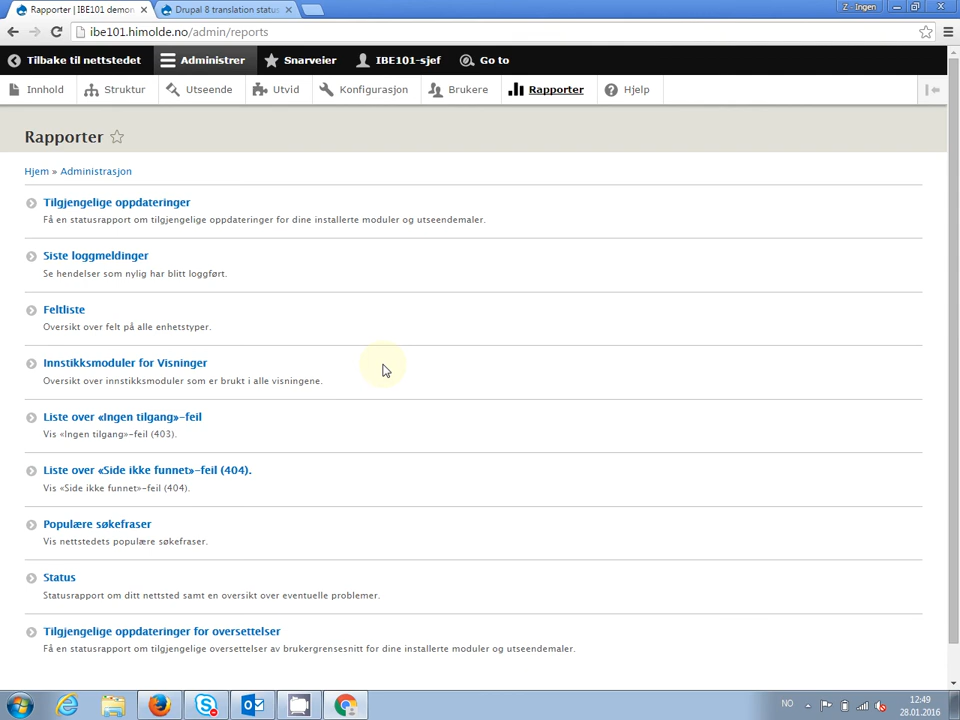 Rapporter | IBE101 demon
Drupal 8 translation status
Z - Ingen
ibe101.himolde.no/admin/reports
Tilbake til nettstedet
Administrer
Snarveier
IBE101-sjef
Go to
Innhold
Struktur
Utseende
Utvid
Konfigurasjon
Brukere
Rapporter
Hjelp
Rapporter
Hjem » Administrasjon
Tilgjengelige oppdateringer
Få en statusrapport om tilgjengelige oppdateringer for dine installerte moduler og utseendemaler.
Siste loggmeldinger
Se hendelser som nylig har blitt loggført.
Feltliste
Oversikt over felt på alle enhetstyper.
Innstikksmoduler for Visninger
Oversikt over innstikksmoduler som er brukt i alle visningene.
Liste over «Ingen tilgang»-feil
Vis «Ingen tilgang»-feil (403).
Liste over «Side ikke funnet»-feil (404).
Vis «Side ikke funnet»-feil (404).
Populære søkefraser
Vis nettstedets populære søkefraser.
Status
Statusrapport om ditt nettsted samt en oversikt over eventuelle problemer.
Tilgjengelige oppdateringer for oversettelser
Få en statusrapport om tilgjengelige oversettelser av brukergrensesnitt for dine installerte moduler og utseendemaler.
NO
12:49
28.01.2016